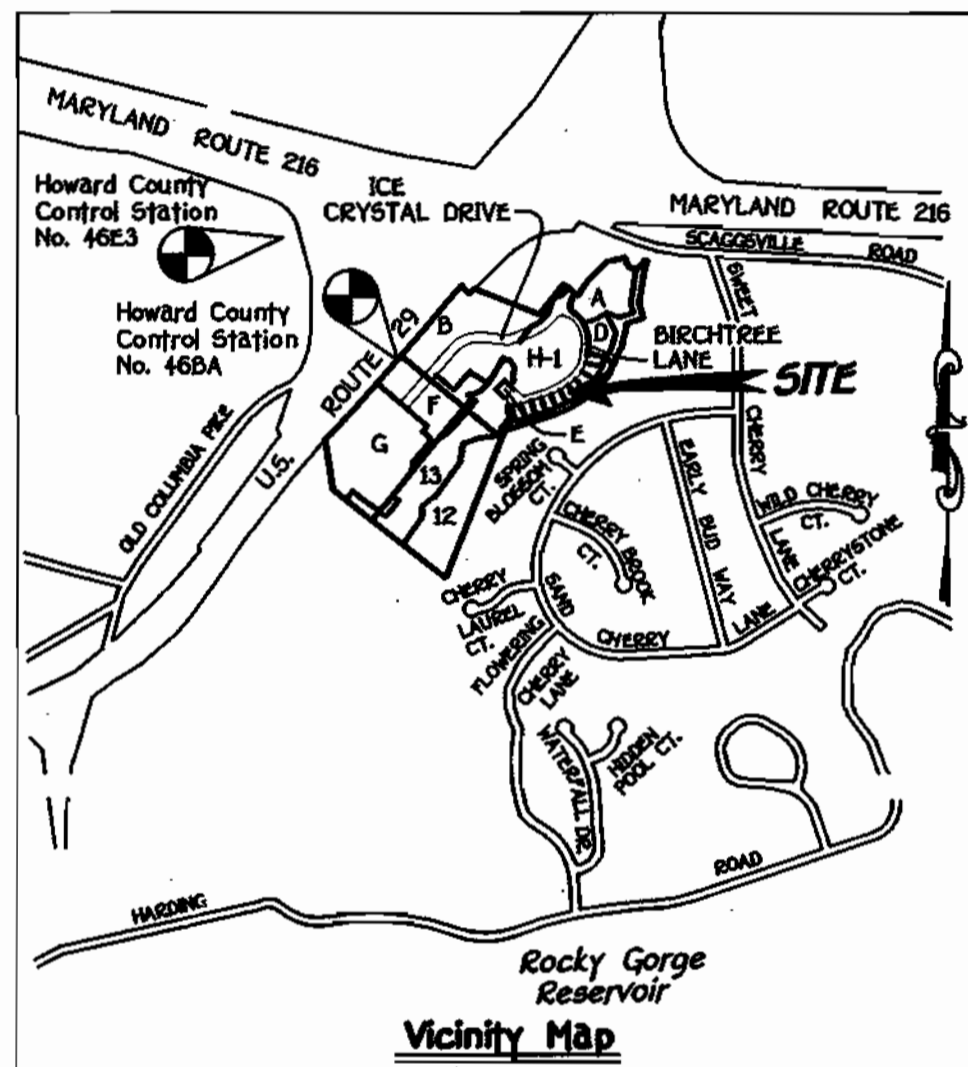 MARYLAND ROUTE 216
Howard County
Control Station
No. 46E3
ICE
CRYSTAL DRIVE
MARYLAND ROUTE 216
SCAGGSVILLE ROAD
Howard County
Control Station
No. 46BA
U.S. ROUTE 29
B
A
D
H-1
BIRCHTREE
LANE
SITE
E
F
G
13
12
OLD COLUMBIA PIKE
SWEET CHERRY LANE
SPRING
BLOSSOM
CT.
EARLY BUD WAY
WILD CHERRY
CT.
CHERRYSTONE
CT.
CHERRY BROOK
CT.
CHERRY
LAUREL
CT.
SAND CHERRY LANE
FLOWERING
CHERRY
LANE
WATERFALL DR.
HIDDEN
POOL CT.
HARDING ROAD
Rocky Gorge
Reservoir
Vicinity Map